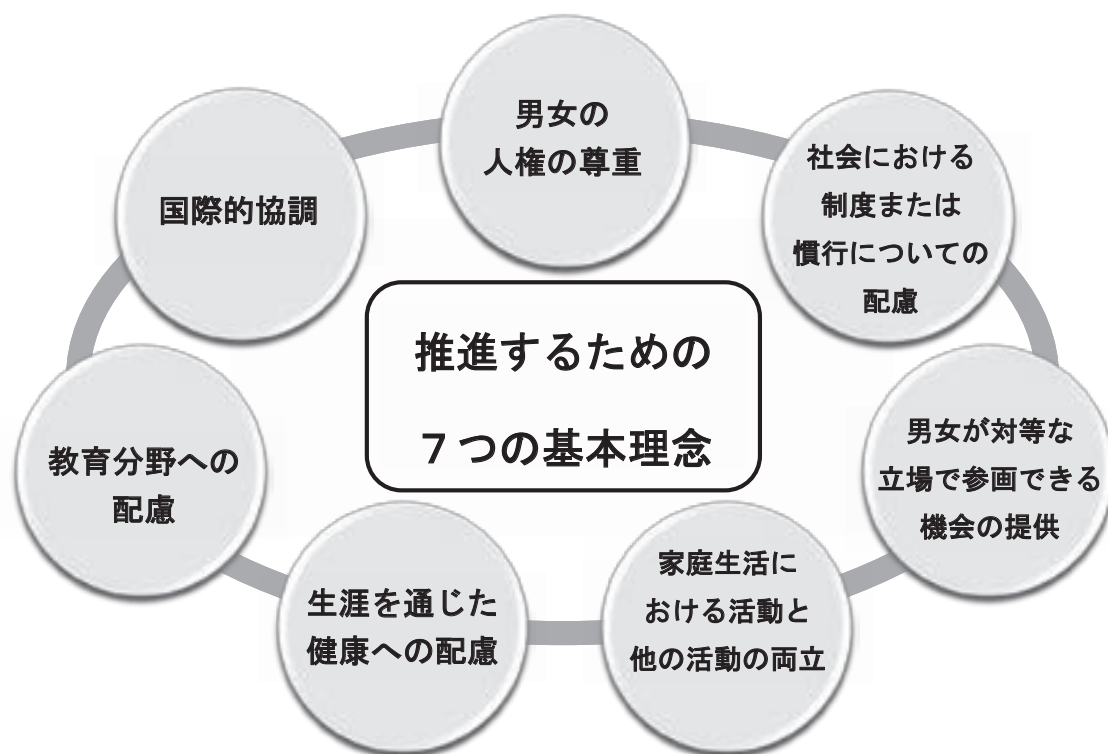 男女の
人権の尊重
社会における
制度または
慣行についての
配慮
男女が対等な
立場で参画できる
機会の提供
家庭生活に
おける活動と
他の活動の両立
生涯を通じた
健康への配慮
教育分野への
配慮
国際的協調
推進するための
７つの基本理念